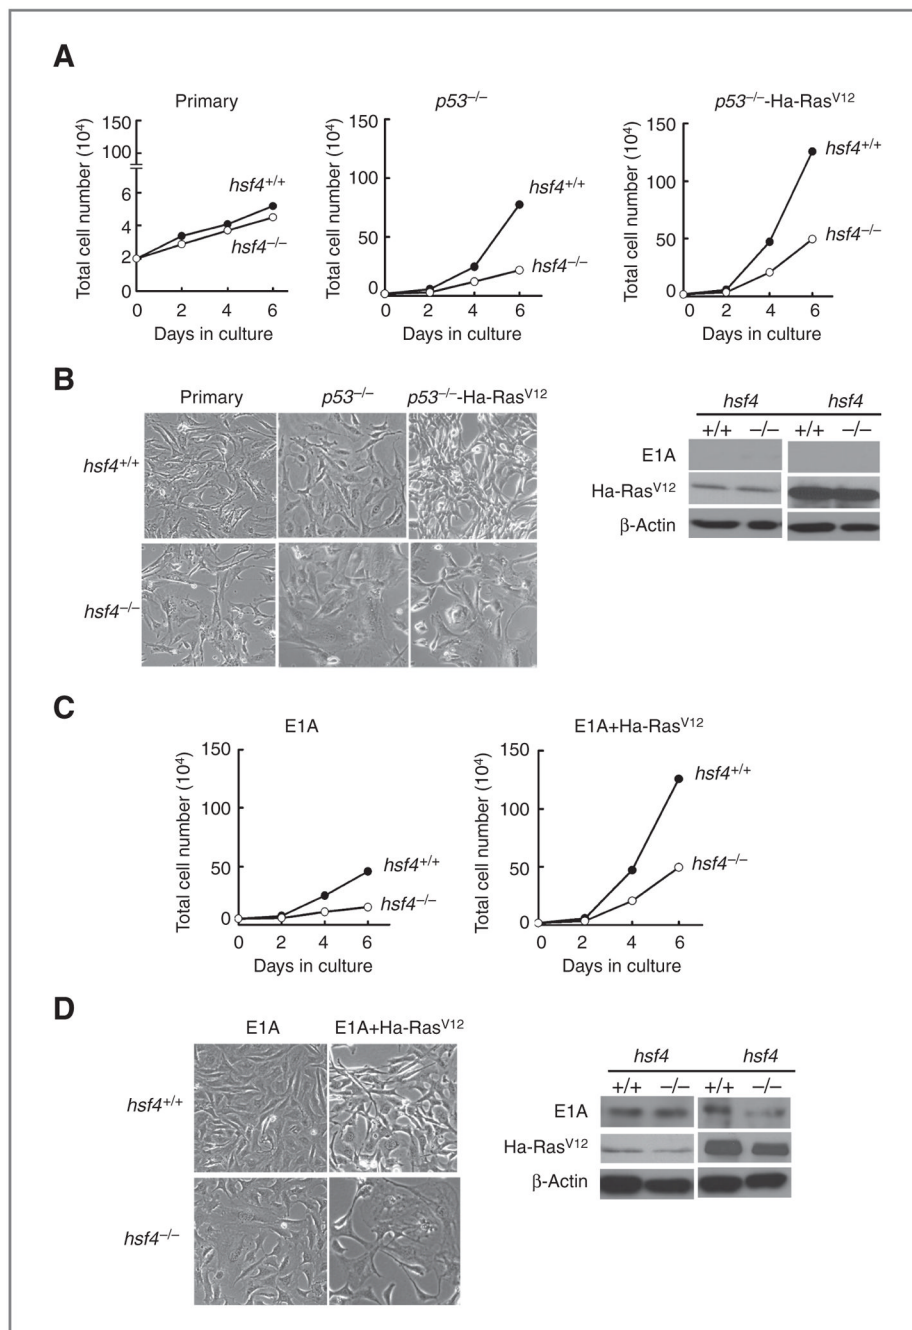 A
Primary
p53–/–
p53–/–-Ha-RasV12
Total cell number (10⁴)
150
100
6
4
2
0
hsf4+/+
hsf4–/–
0 2 4 6
Days in culture
Total cell number (10⁴)
150
100
50
0
hsf4+/+
hsf4–/–
0 2 4 6
Days in culture
Total cell number (10⁴)
150
100
50
0
hsf4+/+
hsf4–/–
0 2 4 6
Days in culture
B
Primary p53–/– p53–/–-Ha-RasV12
hsf4+/+
hsf4–/–
hsf4 hsf4
+/+ –/– +/+ –/–
E1A
Ha-RasV12
β-Actin
C
E1A
Total cell number (10⁴)
150
100
50
0
hsf4+/+
hsf4–/–
0 2 4 6
Days in culture
E1A+Ha-RasV12
Total cell number (10⁴)
150
100
50
0
hsf4+/+
hsf4–/–
0 2 4 6
Days in culture
D
E1A E1A+Ha-RasV12
hsf4+/+
hsf4–/–
hsf4 hsf4
+/+ –/– +/+ –/–
E1A
Ha-RasV12
β-Actin